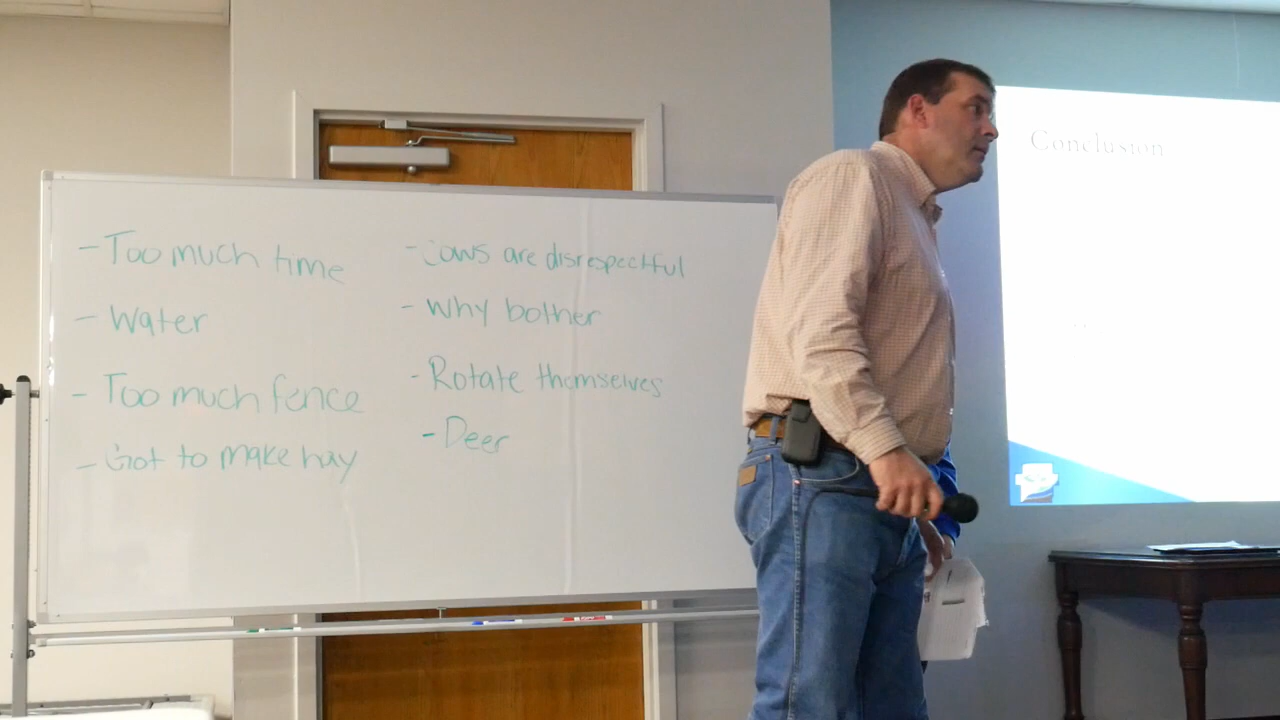 - Too much time
- Water
- Too much fence
- Got to make hay
- Cows are disrespectful
- Why bother
- Rotate themselves
- Deer
Conclusion